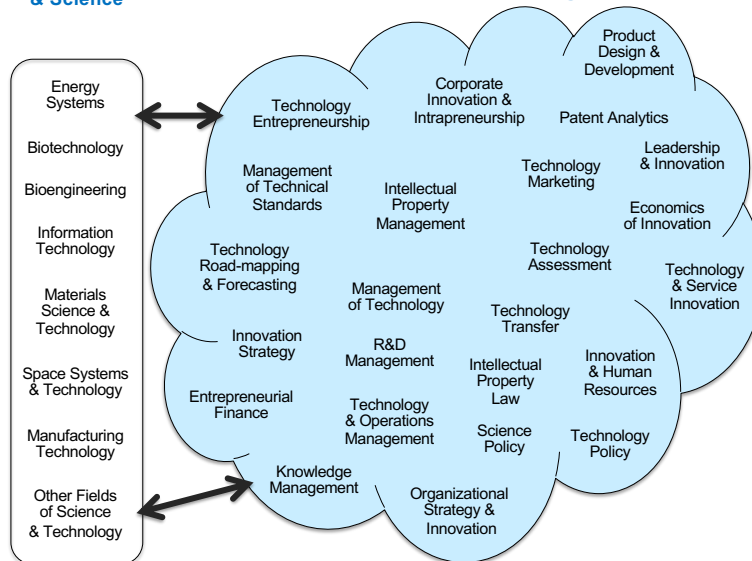 & Science
Energy
Systems
Biotechnology
Bioengineering
Information
Technology
Materials
Science &
Technology
Space Systems
& Technology
Manufacturing
Technology
Other Fields
of Science
& Technology
Product
Design &
Development
Corporate
Innovation &
Intrapreneurship
Technology
Entrepreneurship
Patent Analytics
Leadership
& Innovation
Management
of Technical
Standards
Intellectual
Property
Management
Technology
Marketing
Economics
of Innovation
Technology
Road-mapping
& Forecasting
Technology
Assessment
Technology
& Service
Innovation
Management
of Technology
Technology
Transfer
Innovation
Strategy
R&D
Management
Intellectual
Property
Law
Innovation
& Human
Resources
Entrepreneurial
Finance
Technology
& Operations
Management
Science
Policy
Technology
Policy
Knowledge
Management
Organizational
Strategy &
Innovation